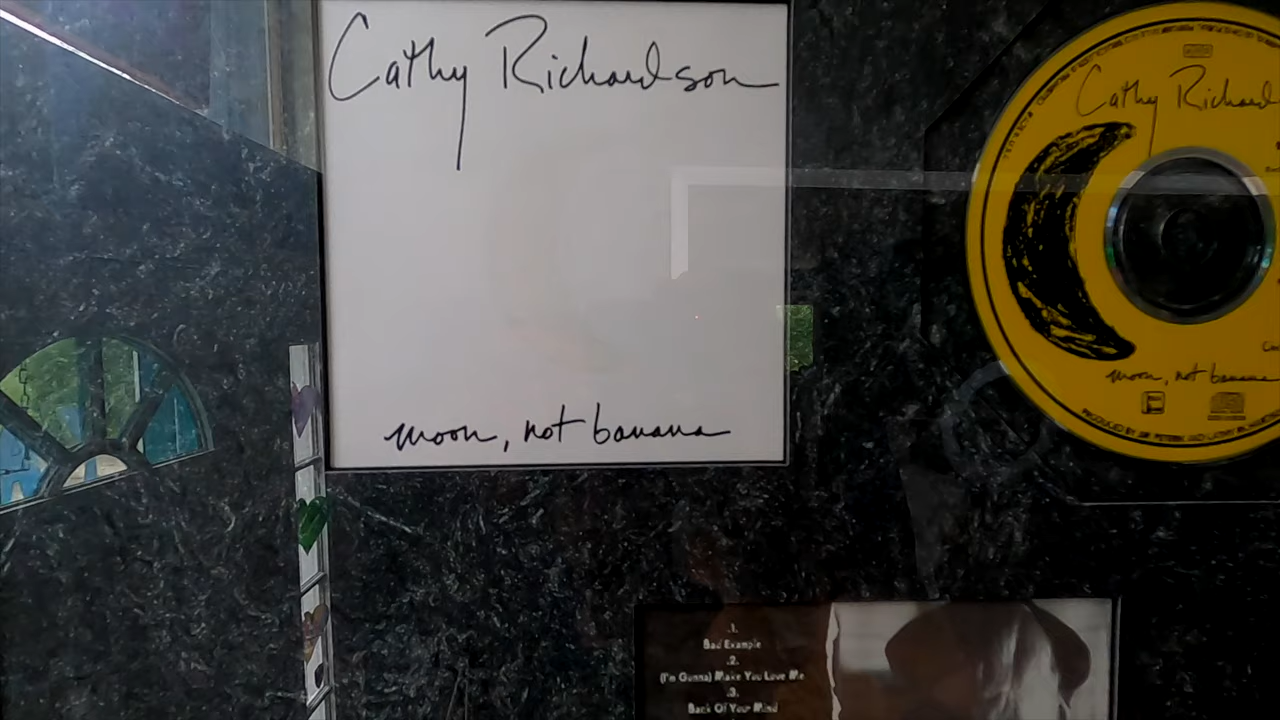 Cathy Richardson
moon, not banana
Cathy Richards
moon, not banana
.1.
Bad Example
.2.
(I'm Gonna) Make You Love Me
.3.
Back Of Your Mind